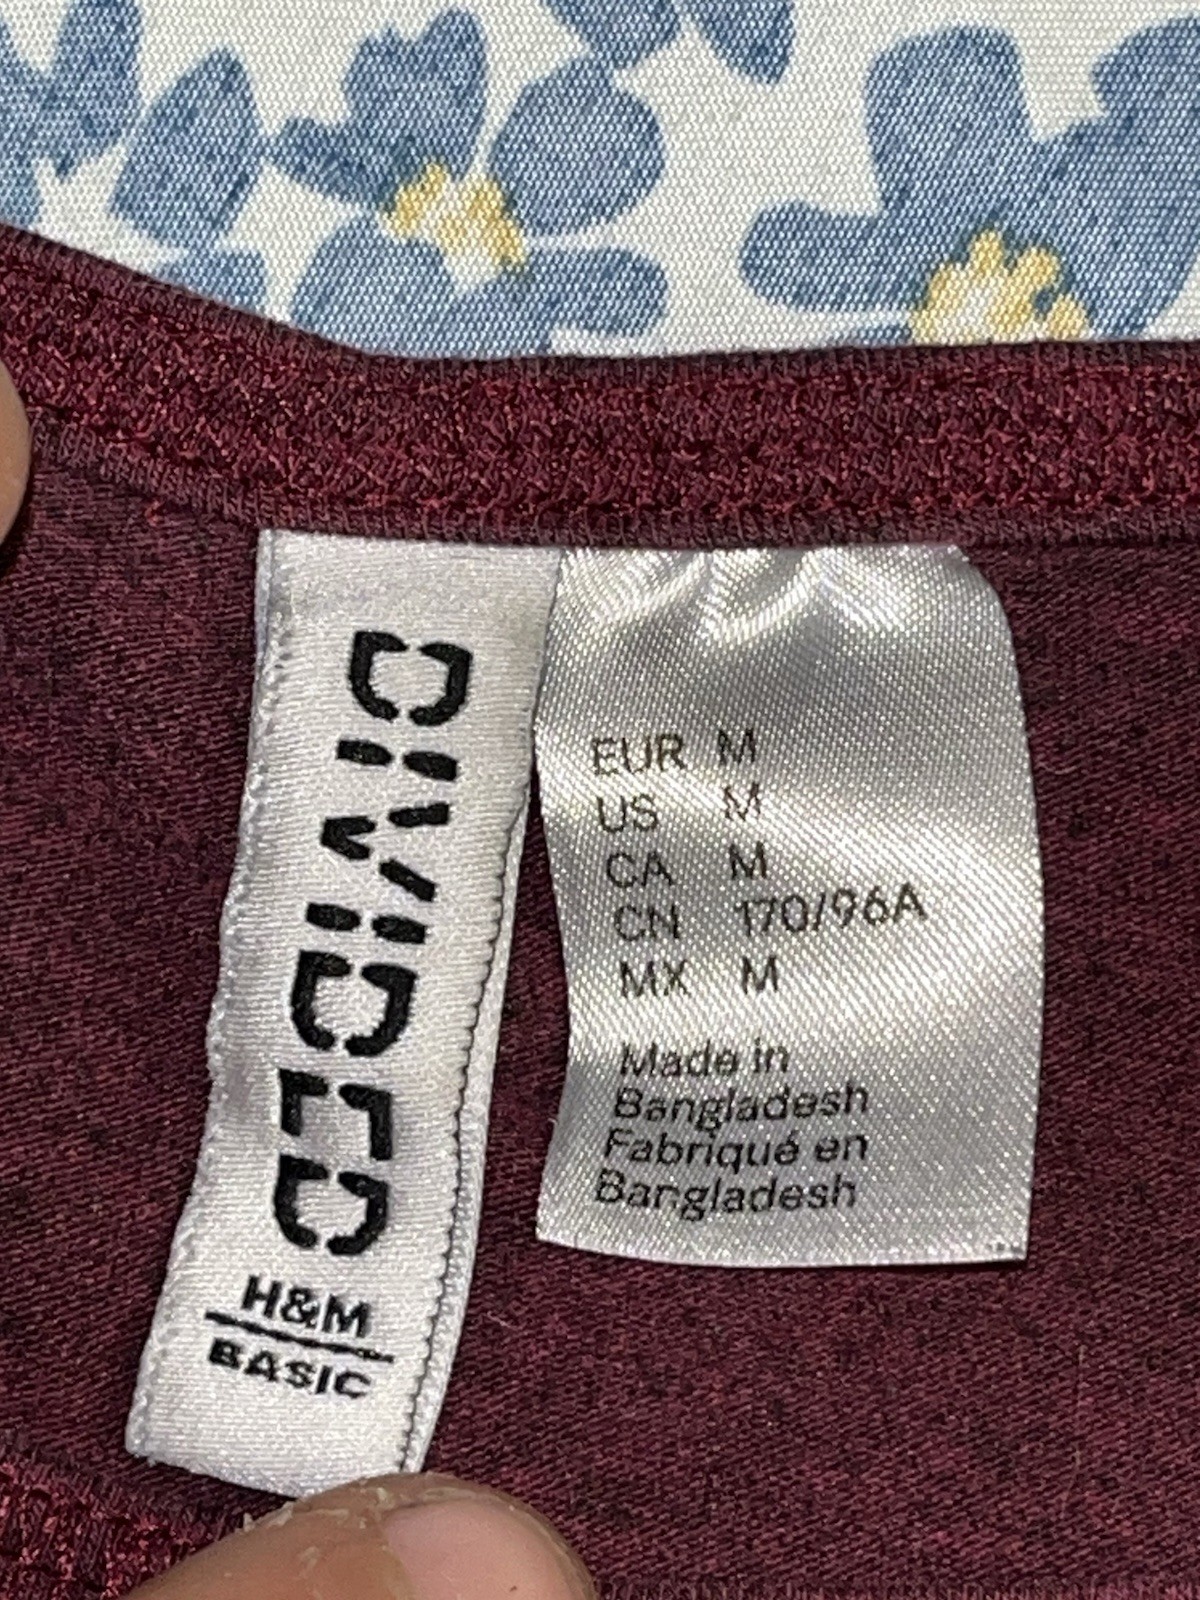 DIVIDED
H&M
BASIC
EUR M
US M
CA M
CN 170/96A
MX M
Made in
Bangladesh
Fabriqué en
Bangladesh